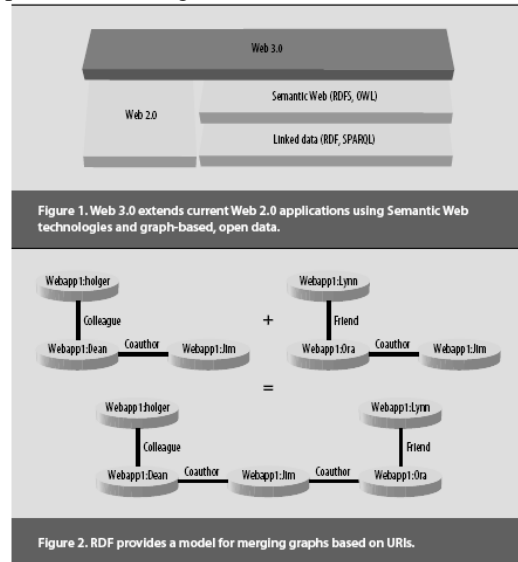 Web 3.0
Semantic Web (RDFS, OWL)
Web 2.0
Linked data (RDF, SPARQL)
Figure 1. Web 3.0 extends current Web 2.0 applications using Semantic Web
technologies and graph-based, open data.
Webapp1:holger
Webapp1:Lynn
Colleague
+
Friend
Webapp1:Dean
Coauthor
Webapp1:Jim
Webapp1:Ora
Coauthor
Webapp1:Jim
=
Webapp1:holger
Webapp1:Lynn
Colleague
Friend
Webapp1:Dean
Coauthor
Webapp1:Jim
Coauthor
Webapp1:Ora
Figure 2. RDF provides a model for merging graphs based on URIs.